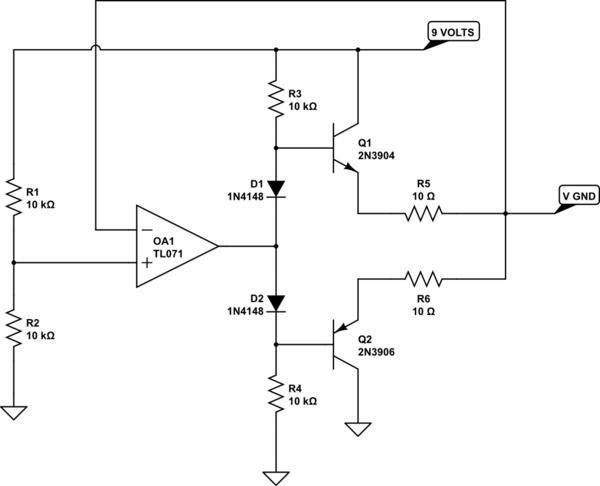 9 VOLTS
R3
10 kΩ
Q1
2N3904
R1
10 kΩ
D1
1N4148
R5
10 Ω
V GND
−
OA1
TL071
+
R2
10 kΩ
D2
1N4148
R6
10 Ω
Q2
2N3906
R4
10 kΩ